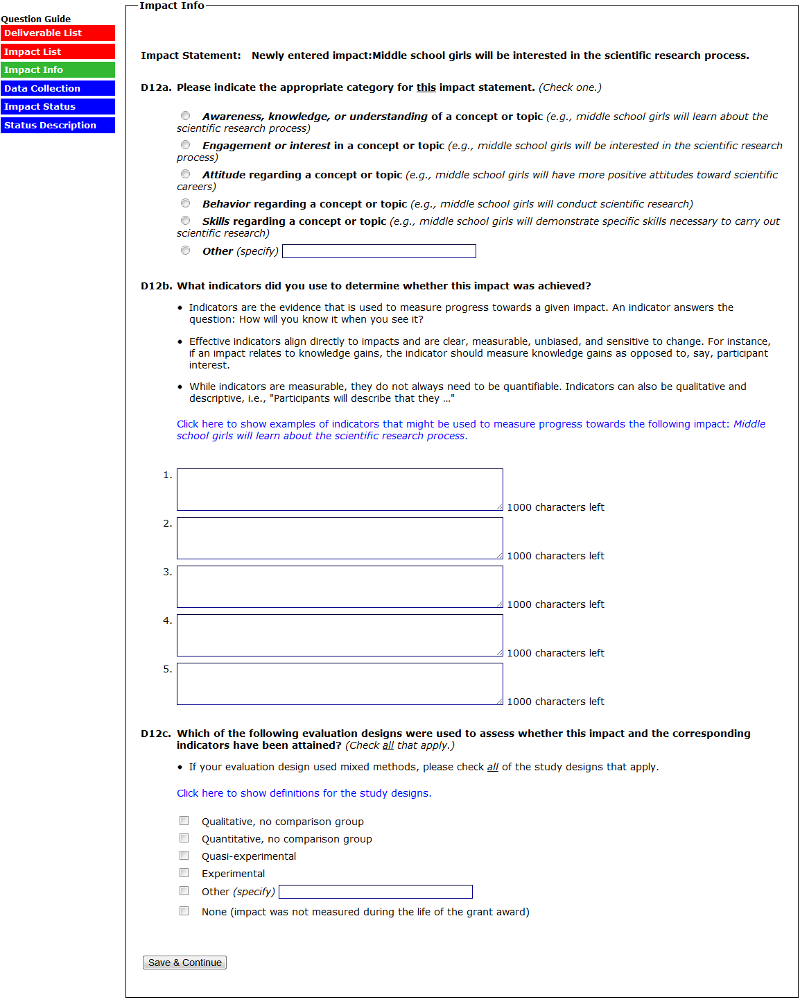 Impact Info
Question Guide
Deliverable List
Impact List
Impact Info
Data Collection
Impact Status
Status Description
Impact Statement: Newly entered impact:Middle school girls will be interested in the scientific research process.
D12a. Please indicate the appropriate category for this impact statement. (Check one.)
Awareness, knowledge, or understanding of a concept or topic (e.g., middle school girls will learn about the
scientific research process)
Engagement or interest in a concept or topic (e.g., middle school girls will be interested in the scientific research
process)
Attitude regarding a concept or topic (e.g., middle school girls will have more positive attitudes toward scientific
careers)
Behavior regarding a concept or topic (e.g., middle school girls will conduct scientific research)
Skills regarding a concept or topic (e.g., middle school girls will demonstrate specific skills necessary to carry out
scientific research)
Other (specify)
D12b. What indicators did you use to determine whether this impact was achieved?
• Indicators are the evidence that is used to measure progress towards a given impact. An indicator answers the
question: How will you know it when you see it?
• Effective indicators align directly to impacts and are clear, measurable, unbiased, and sensitive to change. For instance,
if an impact relates to knowledge gains, the indicator should measure knowledge gains as opposed to, say, participant
interest.
• While indicators are measurable, they do not always need to be quantifiable. Indicators can also be qualitative and
descriptive, i.e., "Participants will describe that they ..."
Click here to show examples of indicators that might be used to measure progress towards the following impact: Middle
school girls will learn about the scientific research process.
1.
1000 characters left
2.
1000 characters left
3.
1000 characters left
4.
1000 characters left
5.
1000 characters left
D12c. Which of the following evaluation designs were used to assess whether this impact and the corresponding
indicators have been attained? (Check all that apply.)
• If your evaluation design used mixed methods, please check all of the study designs that apply.
Click here to show definitions for the study designs.
Qualitative, no comparison group
Quantitative, no comparison group
Quasi-experimental
Experimental
Other (specify)
None (impact was not measured during the life of the grant award)
Save & Continue